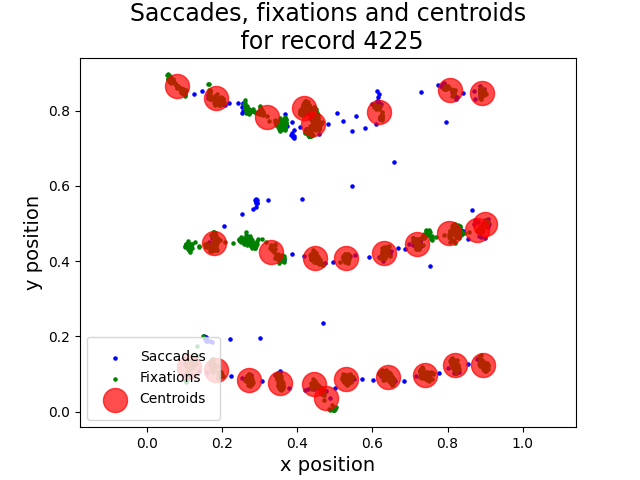 Saccades, fixations and centroids
for record 4225
y position
0.8
0.6
0.4
0.2
0.0
Saccades
Fixations
Centroids
0.0 0.2 0.4 0.6 0.8 1.0
x position